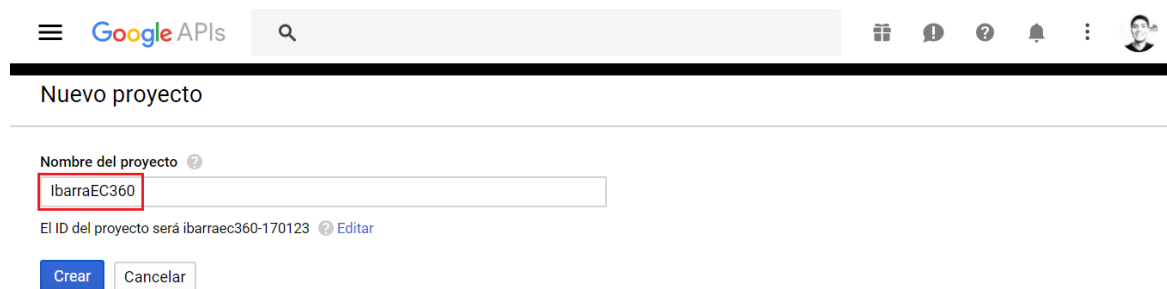 Google APIs
Nuevo proyecto
Nombre del proyecto
IbarraEC360
El ID del proyecto será ibarraec360-170123 Editar
Crear Cancelar